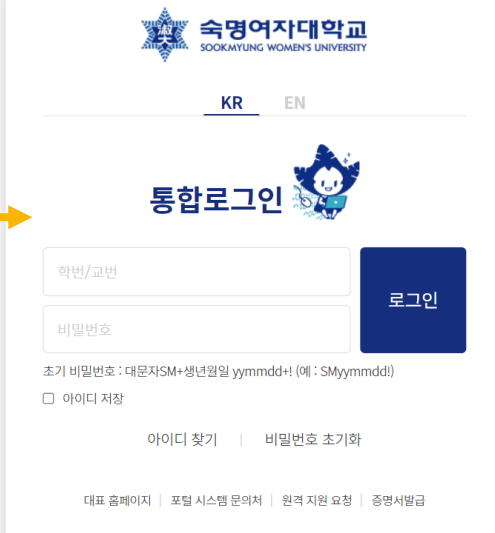 숙명여자대학교
SOOKMYUNG WOMEN'S UNIVERSITY
KR EN
통합로그인
학번/교번
로그인
비밀번호
초기 비밀번호 : 대문자SM+생년월일 yymmdd+! (예 : SMyymmdd!)
아이디 저장
아이디 찾기 | 비밀번호 초기화
대표 홈페이지 | 포털 시스템 문의처 | 원격 지원 요청 | 증명서발급